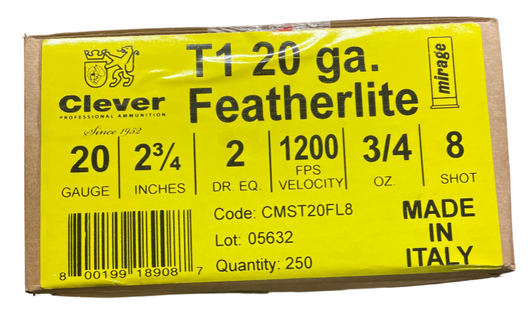 T1 20 ga.
Featherlite
mirage
Clever
PROFESSIONAL AMMUNITION
Since 1952
20 GAUGE
2¾ INCHES
2 DR. EQ.
1200 FPS VELOCITY
3/4 OZ.
8 SHOT
Code: CMST20FL8
Lot: 05632
Quantity: 250
MADE
IN
ITALY
8 00199 18908 7